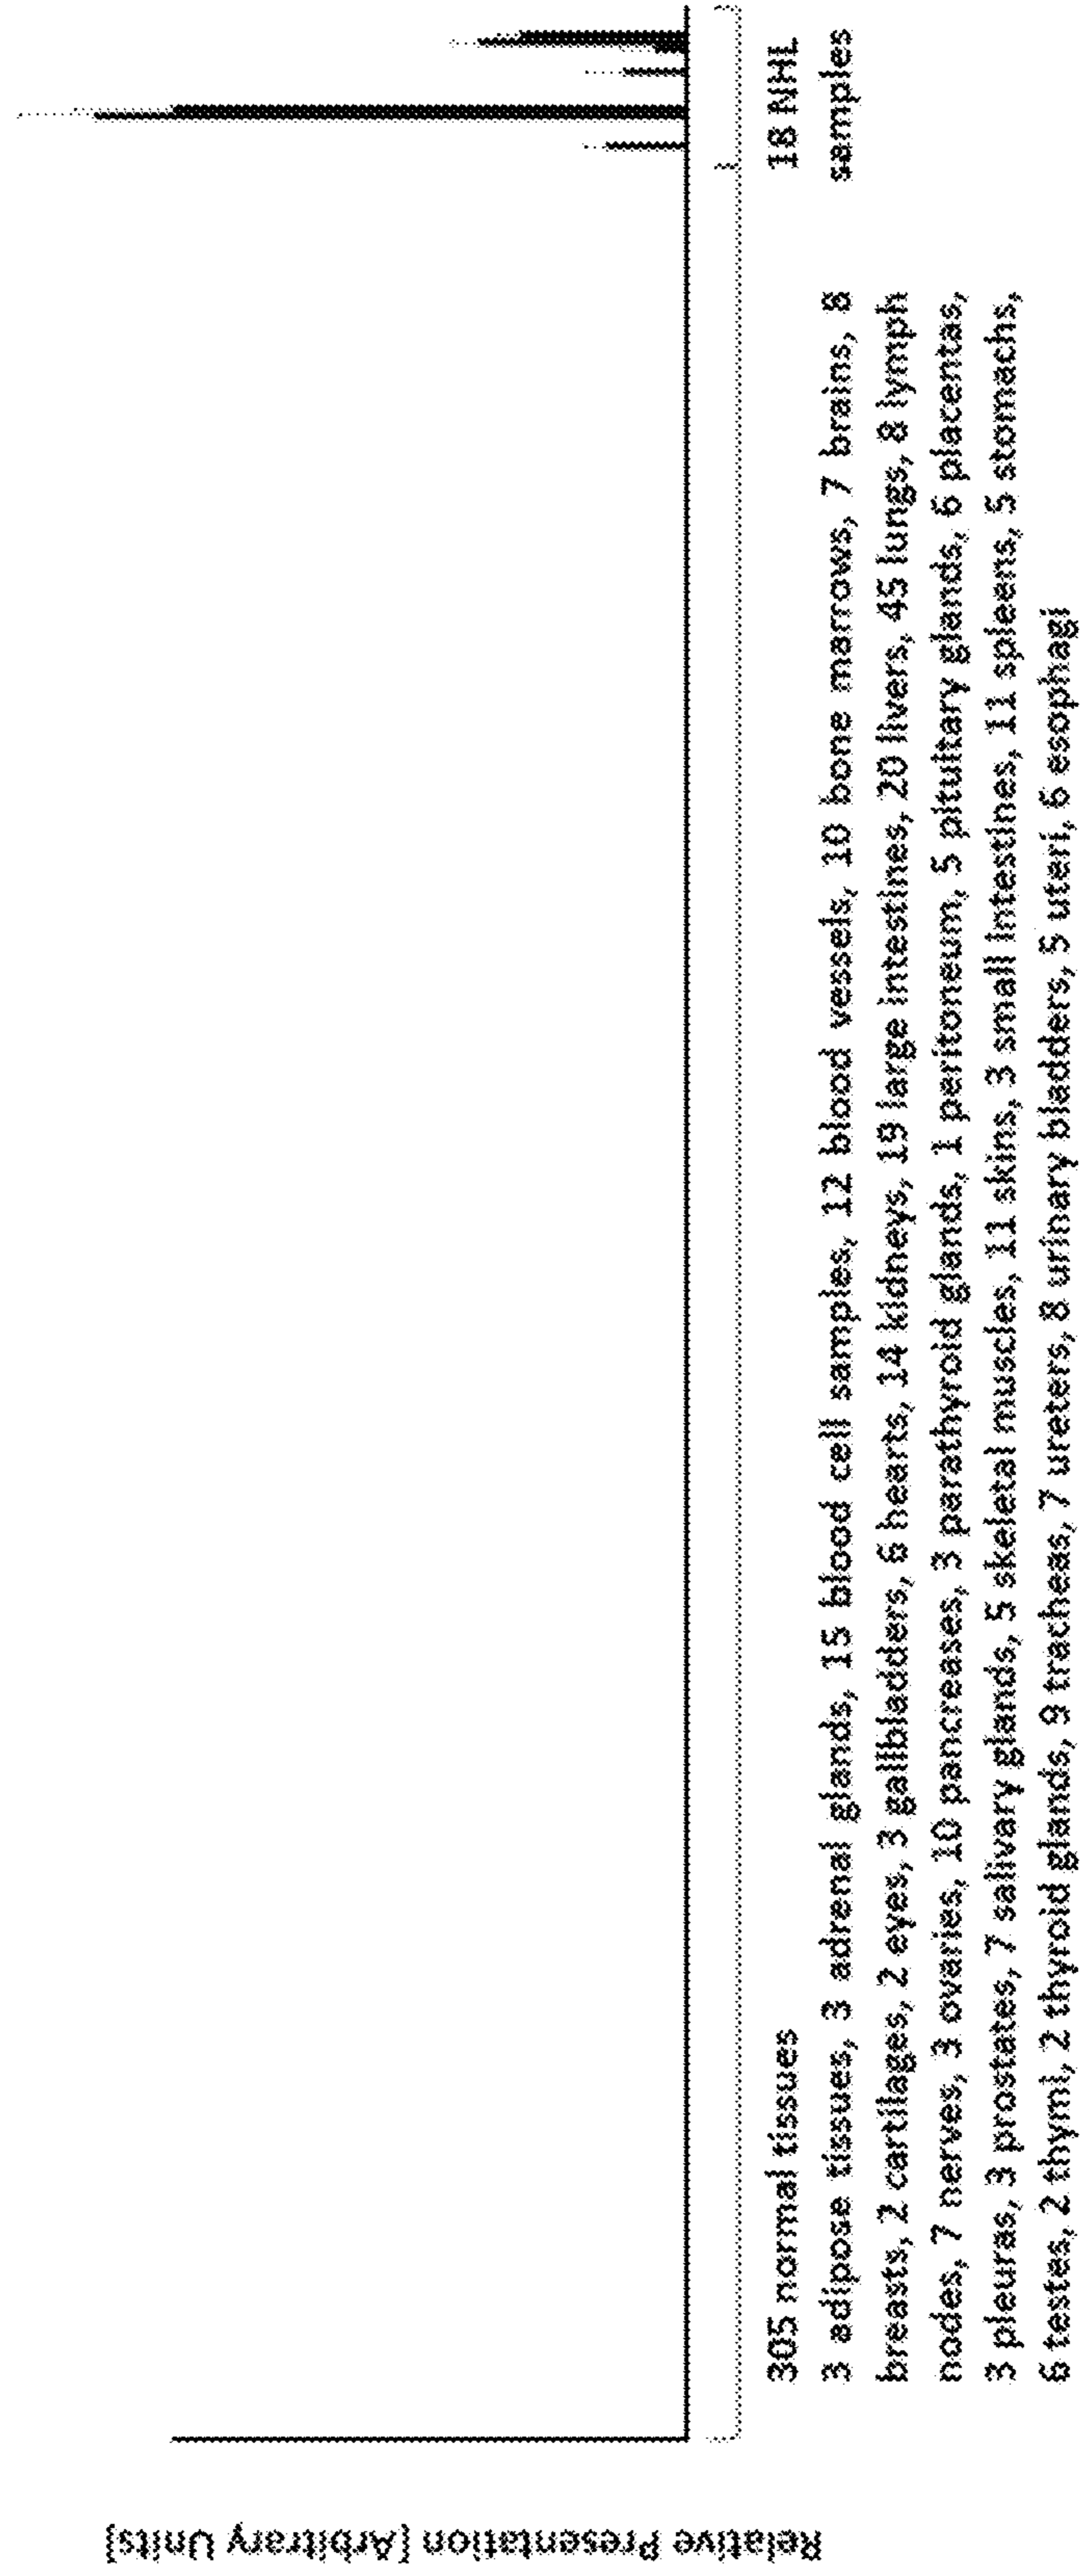 Relative Presentation [Arbitrary Units]
305 normal tissues
18 NHL
samples
3 adipose tissues, 3 adrenal glands, 15 blood cell samples, 12 blood vessels, 10 bone marrows, 7 brains, 8
breasts, 2 cartilages, 2 eyes, 3 gallbladders, 6 hearts, 14 kidneys, 19 large intestines, 20 livers, 45 lungs, 8 lymph
nodes, 7 nerves, 3 ovaries, 10 pancreases, 3 parathyroid glands, 1 peritoneum, 5 pituitary glands, 6 placentas,
3 pleuras, 3 prostates, 7 salivary glands, 5 skeletal muscles, 11 skins, 3 small intestines, 11 spleens, 5 stomachs,
6 testes, 2 thymi, 2 thyroid glands, 9 tracheas, 7 ureters, 8 urinary bladders, 5 uteri, 6 esophagi